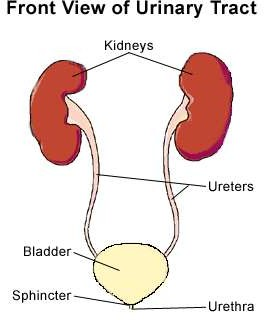 Front View of Urinary Tract
Kidneys
Ureters
Bladder
Sphincter
Urethra